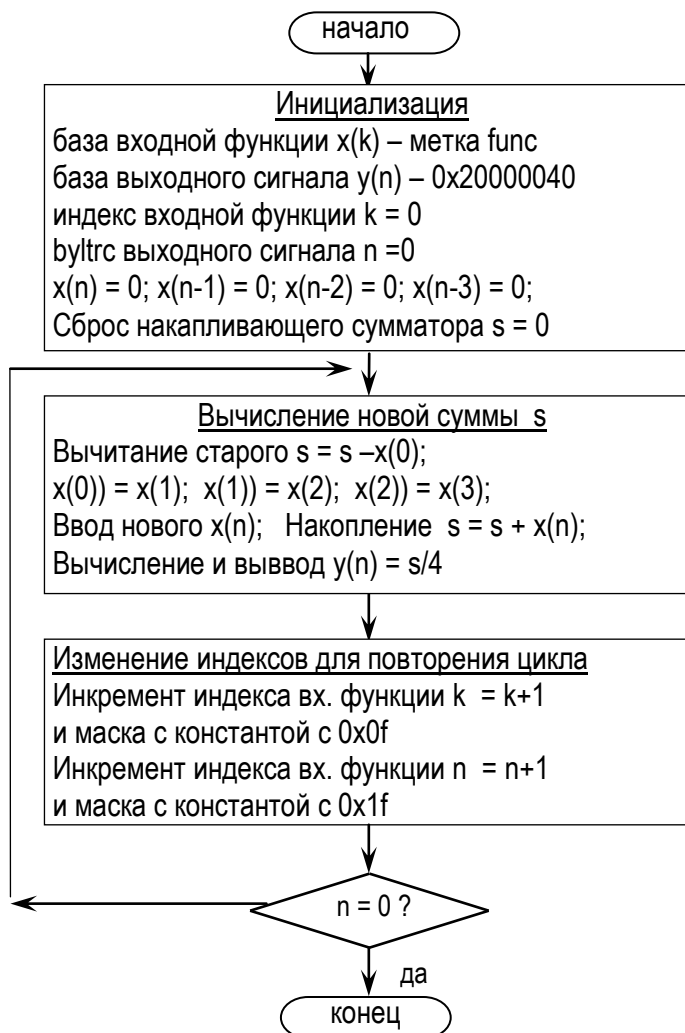 начало
Инициализация
база входной функции x(k) – метка func
база выходного сигнала y(n) – 0x20000040
индекс входной функции k = 0
byltrc выходного сигнала n =0
x(n) = 0; x(n-1) = 0; x(n-2) = 0; x(n-3) = 0;
Сброс накапливающего сумматора s = 0
Вычисление новой суммы s
Вычитание старого s = s –x(0);
x(0)) = x(1); x(1)) = x(2); x(2)) = x(3);
Ввод нового x(n); Накопление s = s + x(n);
Вычисление и выввод y(n) = s/4
Изменение индексов для повторения цикла
Инкремент индекса вх. функции k = k+1
и маска с константой с 0x0f
Инкремент индекса вх. функции n = n+1
и маска с константой с 0x1f
n = 0 ?
да
конец